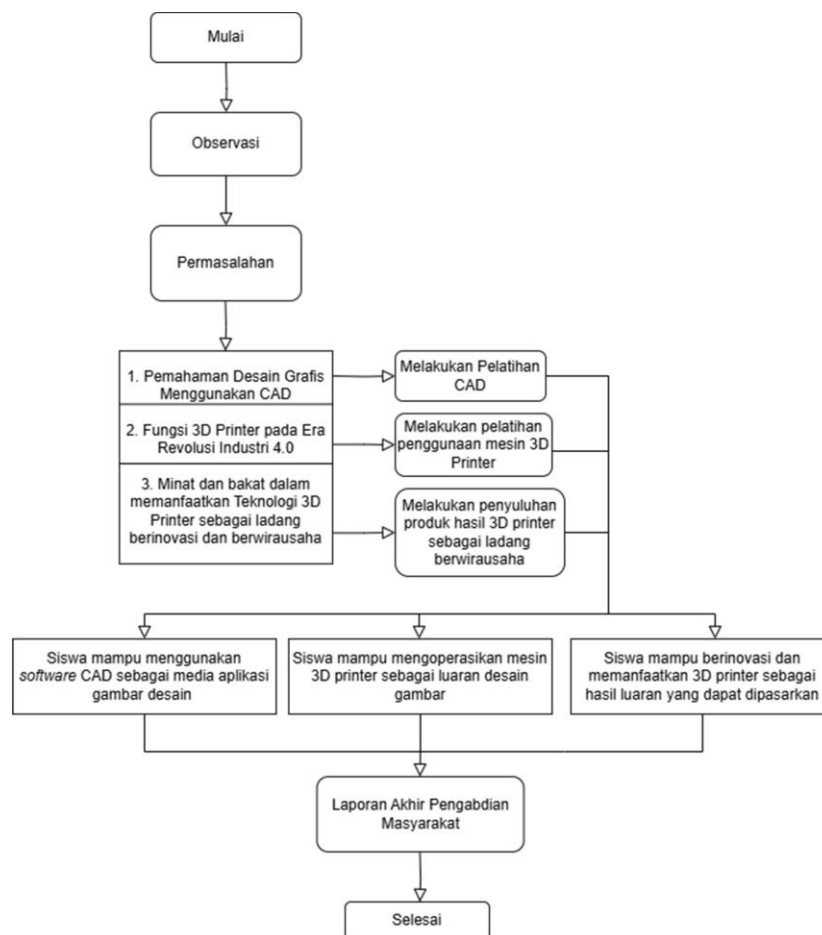 Mulai
Observasi
Permasalahan
1. Pemahaman Desain Grafis
Menggunakan CAD
Melakukan Pelatihan
CAD
2. Fungsi 3D Printer pada Era
Revolusi Industri 4.0
Melakukan pelatihan
penggunaan mesin 3D
Printer
3. Minat dan bakat dalam
memanfaatkan Teknologi 3D
Printer sebagai ladang
berinovasi dan berwirausaha
Melakukan penyuluhan
produk hasil 3D printer
sebagai ladang
berwirausaha
Siswa mampu menggunakan
software CAD sebagai media aplikasi
gambar desain
Siswa mampu mengoperasikan mesin
3D printer sebagai luaran desain
gambar
Siswa mampu berinovasi dan
memanfaatkan 3D printer sebagai
hasil luaran yang dapat dipasarkan
Laporan Akhir Pengabdian
Masyarakat
Selesai